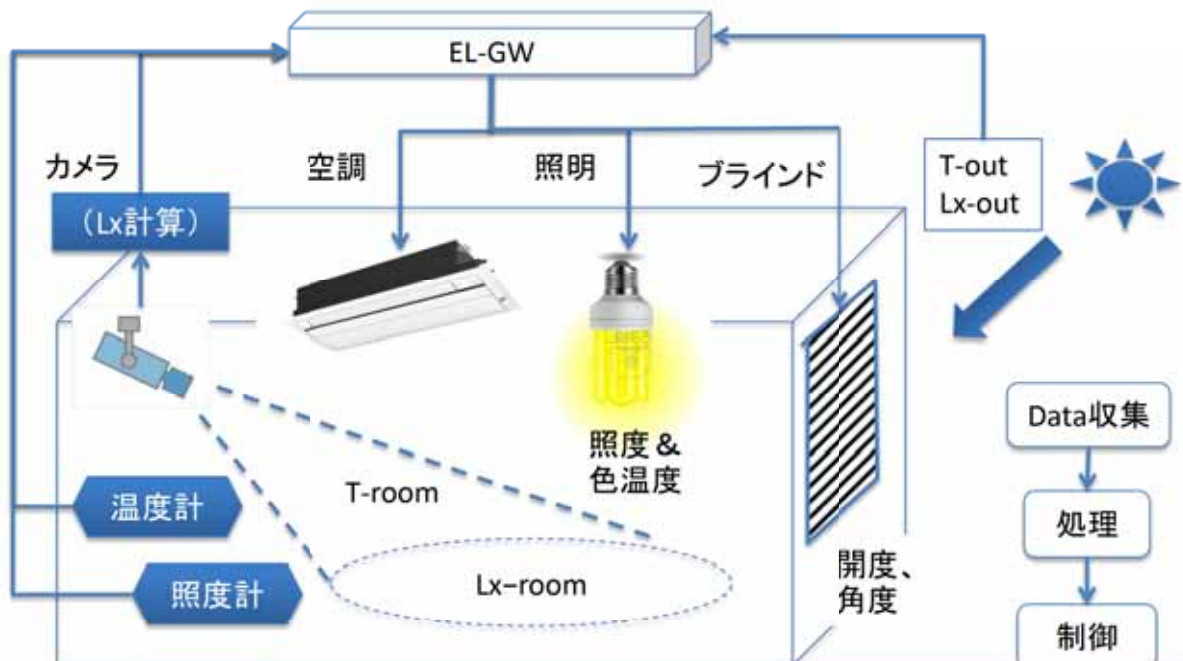 EL-GW
カメラ
空調
照明
ブラインド
T-out
Lx-out
（Lx計算）
照度&
色温度
T-room
温度計
Lx-room
照度計
開度、
角度
Data収集
処理
制御